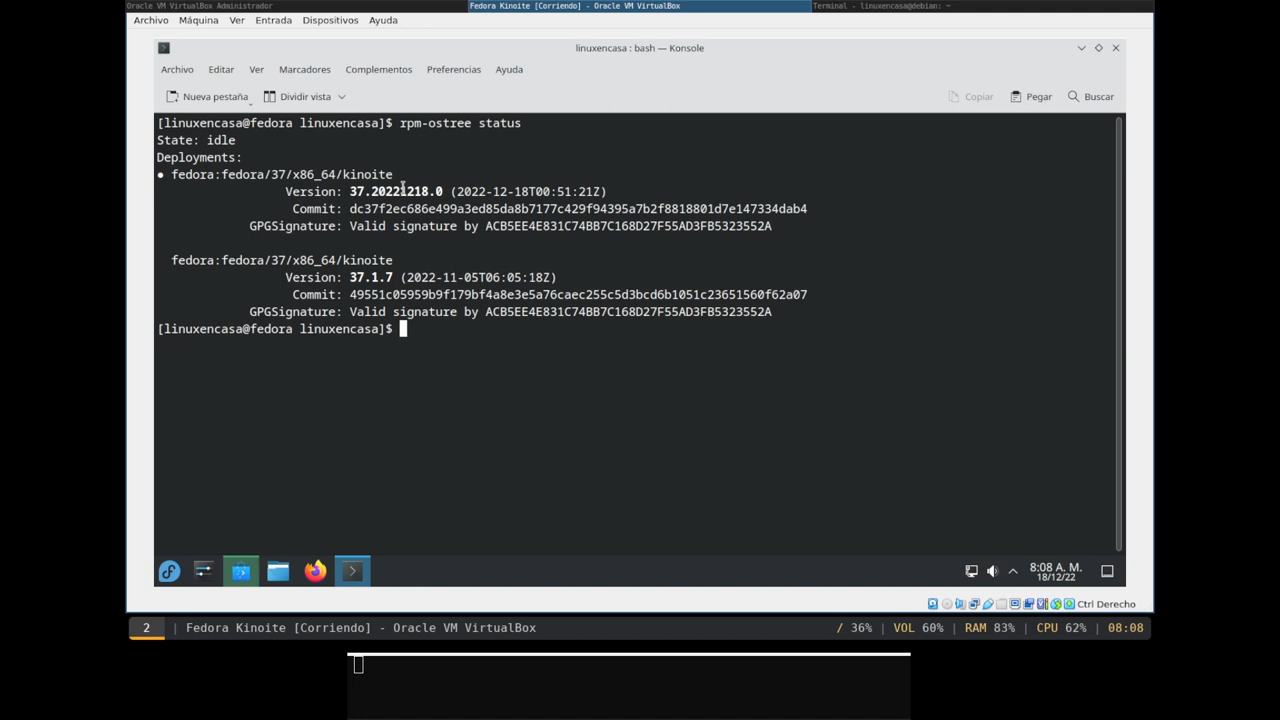 Oracle VM VirtualBox Administrador
Fedora Kinoite [Corriendo] - Oracle VM VirtualBox
Terminal - linuxencasa@debian: ~
Archivo Máquina Ver Entrada Dispositivos Ayuda
linuxencasa : bash — Konsole
Archivo Editar Ver Marcadores Complementos Preferencias Ayuda
Nueva pestaña Dividir vista Copiar Pegar Buscar
[linuxencasa@fedora linuxencasa]$ rpm-ostree status
State: idle
Deployments:
● fedora:fedora/37/x86_64/kinoite
Version: 37.20221218.0 (2022-12-18T00:51:21Z)
Commit: dc37f2ec686e499a3ed85da8b7177c429f94395a7b2f8818801d7e147334dab4
GPGSignature: Valid signature by ACB5EE4E831C74BB7C168D27F55AD3FB5323552A
fedora:fedora/37/x86_64/kinoite
Version: 37.1.7 (2022-11-05T06:05:18Z)
Commit: 49551c05959b9f179bf4a8e3e5a76caec255c5d3bcd6b1051c23651560f62a07
GPGSignature: Valid signature by ACB5EE4E831C74BB7C168D27F55AD3FB5323552A
[linuxencasa@fedora linuxencasa]$
8:08 A. M.
18/12/22
Ctrl Derecho
2 | Fedora Kinoite [Corriendo] - Oracle VM VirtualBox / 36% | VOL 60% | RAM 83% | CPU 62% | 08:08